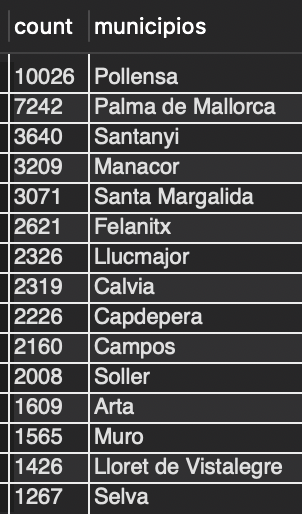 count municipios
10026 Pollensa
7242 Palma de Mallorca
3640 Santanyi
3209 Manacor
3071 Santa Margalida
2621 Felanitx
2326 Llucmajor
2319 Calvia
2226 Capdepera
2160 Campos
2008 Soller
1609 Arta
1565 Muro
1426 Lloret de Vistalegre
1267 Selva